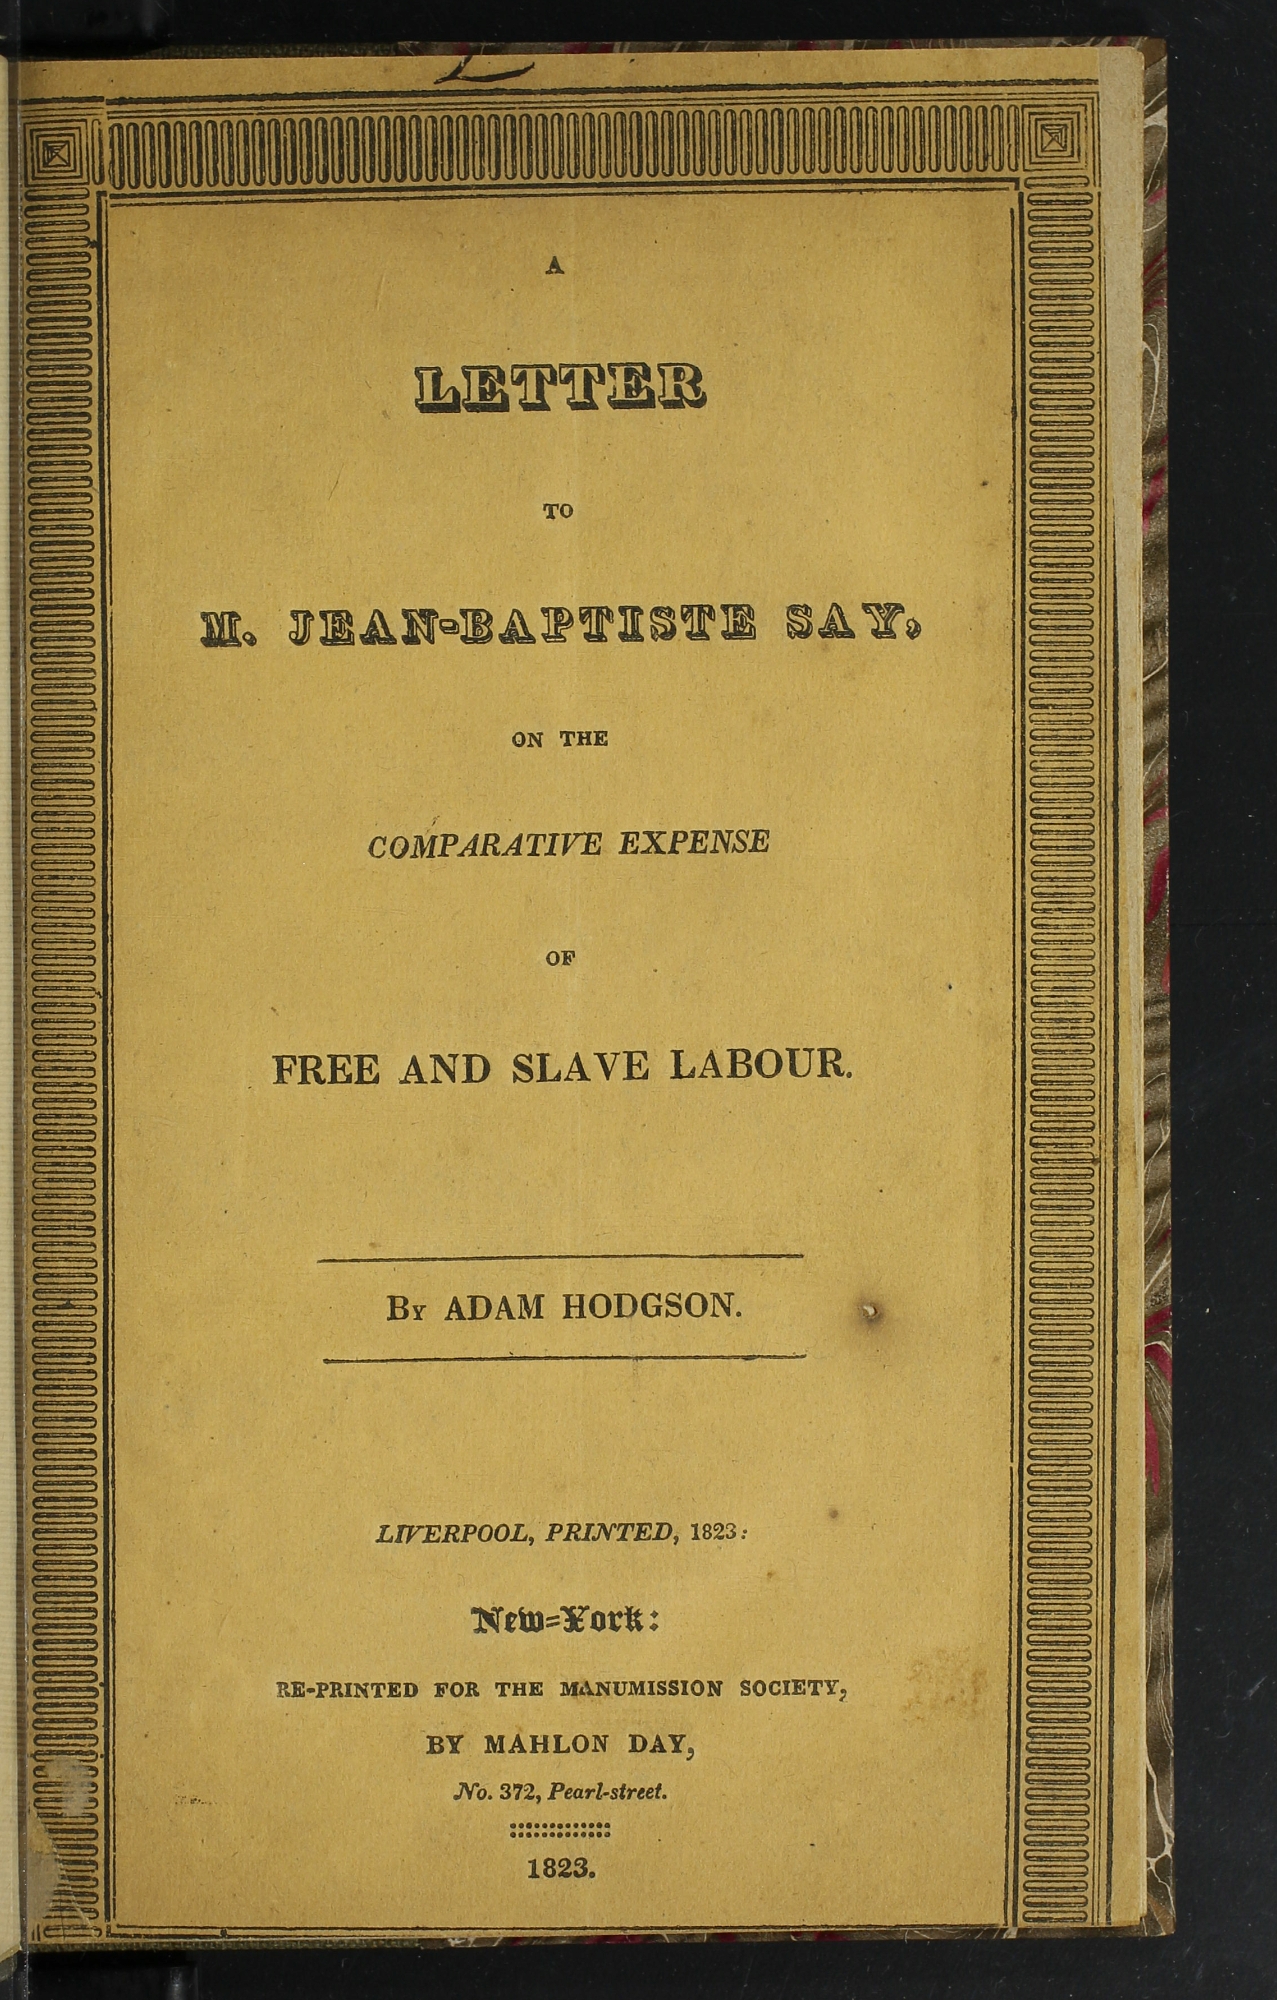 A
LETTER
TO
M. JEAN-BAPTISTE SAY,
ON THE
COMPARATIVE EXPENSE
OF
FREE AND SLAVE LABOUR.
By ADAM HODGSON.
LIVERPOOL, PRINTED, 1823:
New-York:
RE-PRINTED FOR THE MANUMISSION SOCIETY,
BY MAHLON DAY,
No. 372, Pearl-street.
1823.